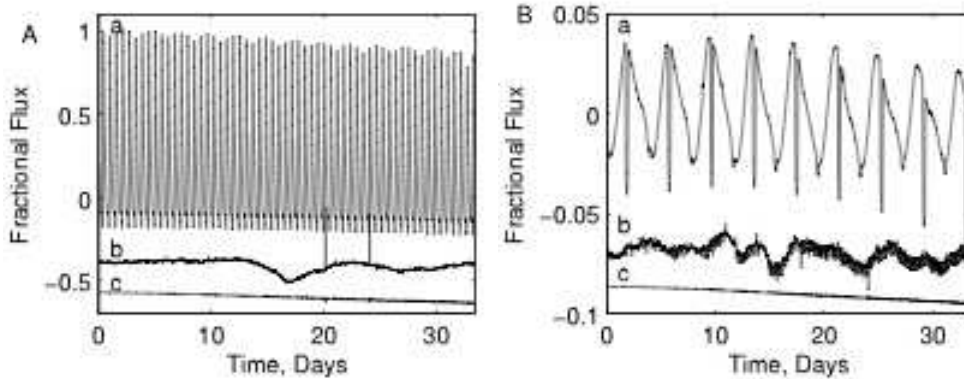 A
a
b
c
Fractional Flux
1
0.5
0
−0.5
0
10
20
30
Time, Days
B
a
b
c
Fractional Flux
0.05
0
−0.05
−0.1
0
10
20
30
Time, Days